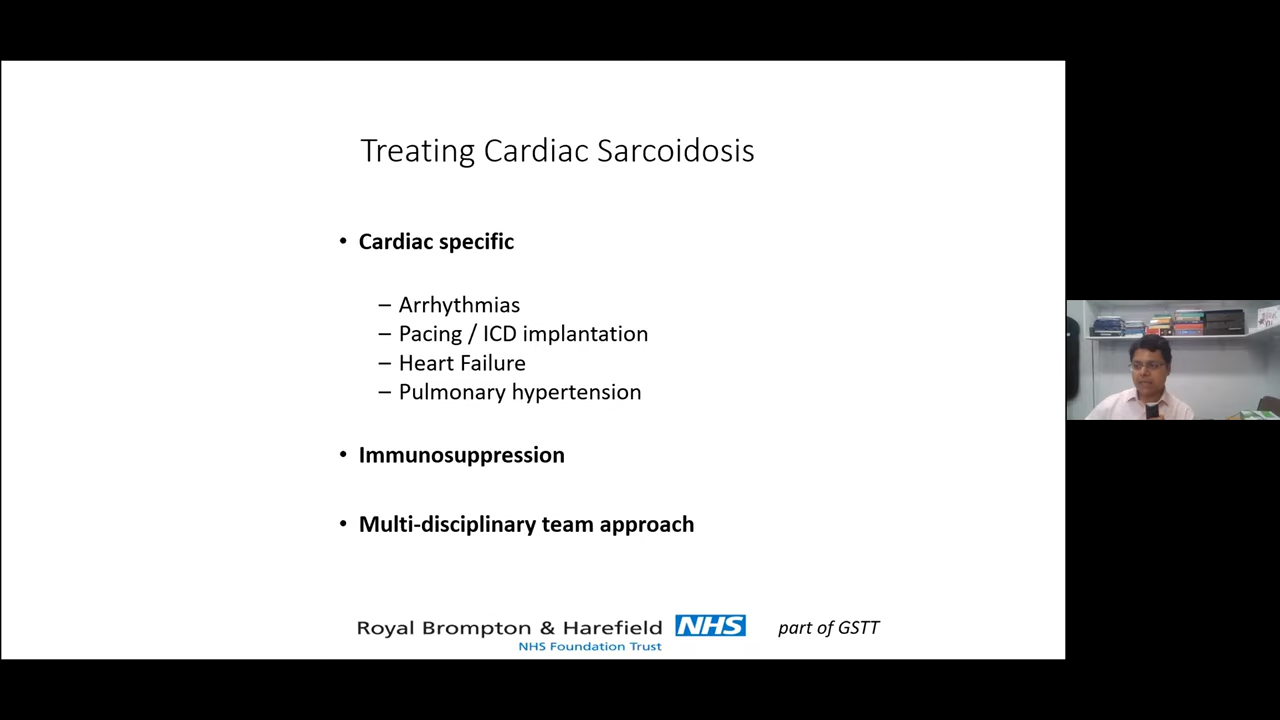 Treating Cardiac Sarcoidosis
• Cardiac specific
– Arrhythmias
– Pacing / ICD implantation
– Heart Failure
– Pulmonary hypertension
• Immunosuppression
• Multi-disciplinary team approach
Royal Brompton & Harefield NHS part of GSTT
NHS Foundation Trust